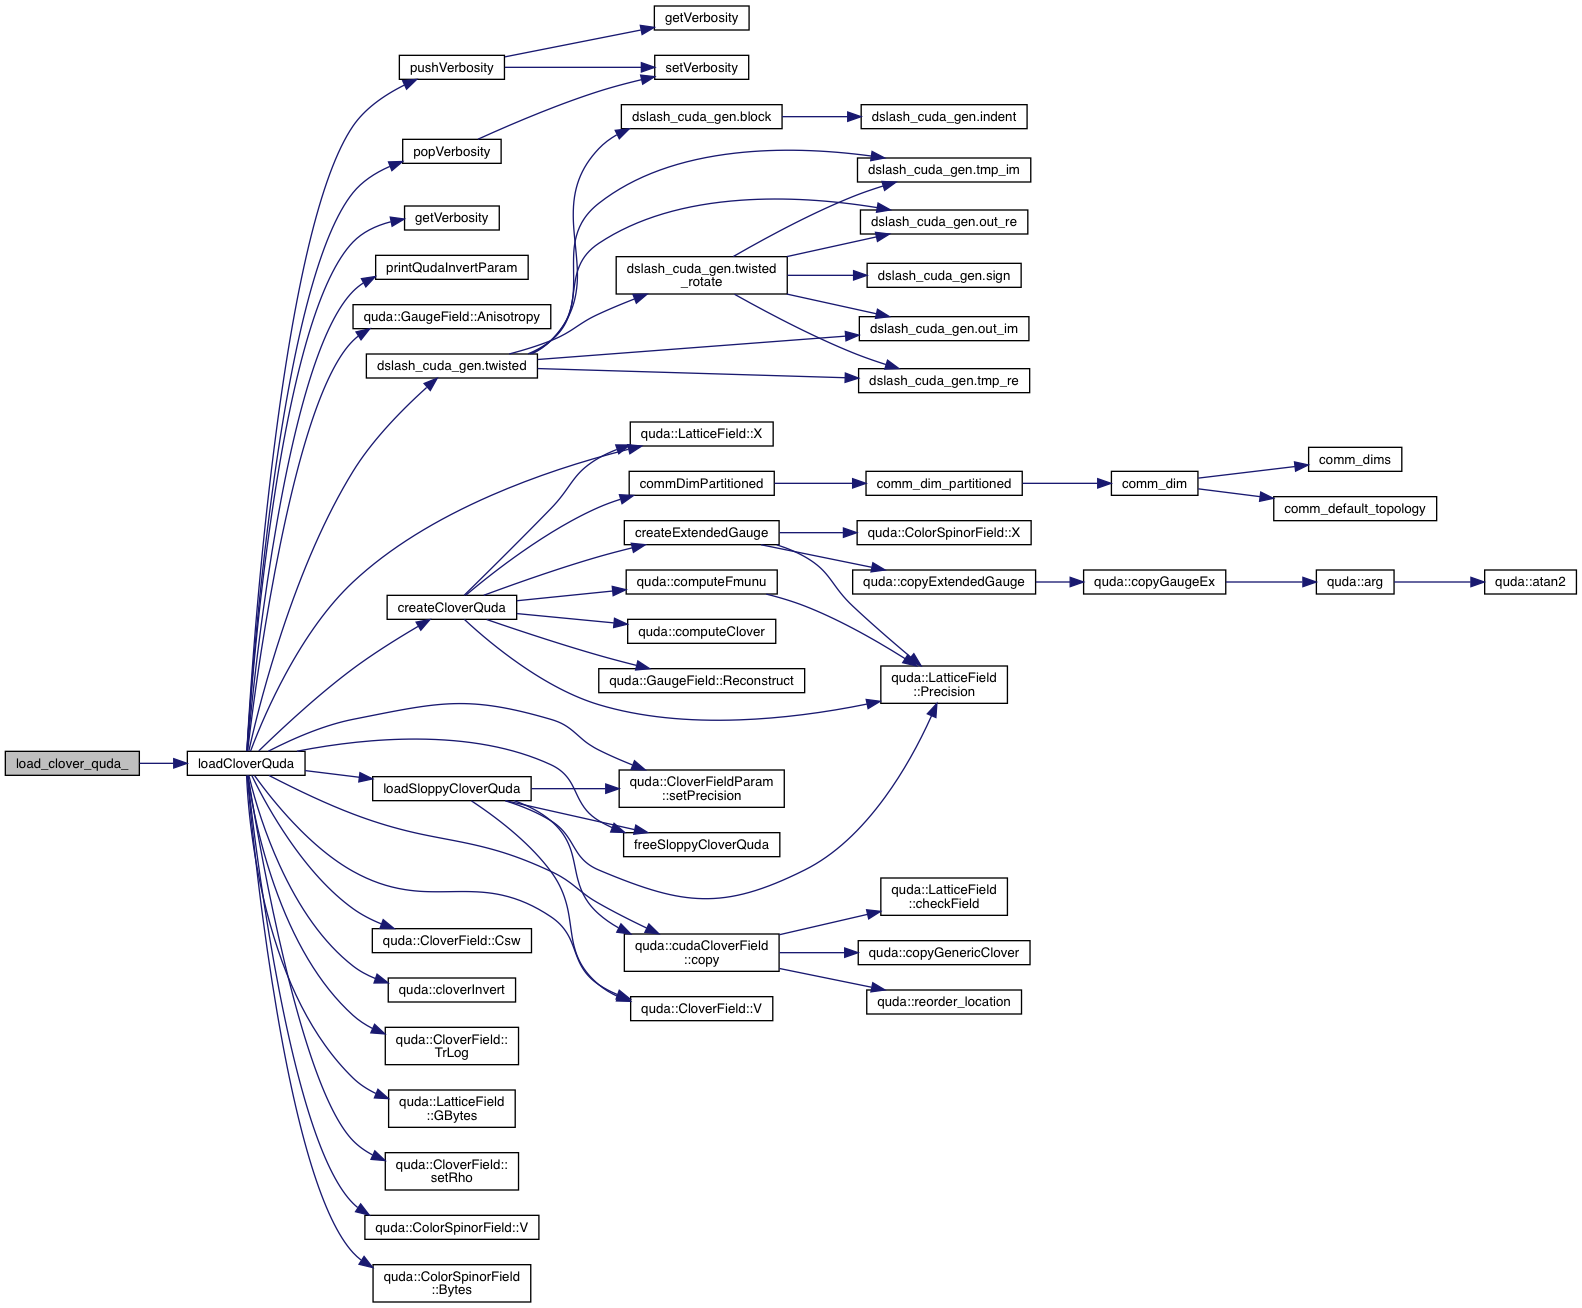 getVerbosity
pushVerbosity
setVerbosity
dslash_cuda_gen.block
dslash_cuda_gen.indent
popVerbosity
dslash_cuda_gen.tmp_im
getVerbosity
dslash_cuda_gen.out_re
printQudaInvertParam
dslash_cuda_gen.twisted
_rotate
dslash_cuda_gen.sign
quda::GaugeField::Anisotropy
dslash_cuda_gen.out_im
dslash_cuda_gen.twisted
dslash_cuda_gen.tmp_re
quda::LatticeField::X
comm_dims
commDimPartitioned
comm_dim_partitioned
comm_dim
comm_default_topology
createExtendedGauge
quda::ColorSpinorField::X
quda::computeFmunu
quda::copyExtendedGauge
quda::copyGaugeEx
quda::arg
quda::atan2
createCloverQuda
quda::computeClover
quda::GaugeField::Reconstruct
quda::LatticeField
::Precision
load_clover_quda_
loadCloverQuda
loadSloppyCloverQuda
quda::CloverFieldParam
::setPrecision
freeSloppyCloverQuda
quda::LatticeField
::checkField
quda::CloverField::Csw
quda::cudaCloverField
::copy
quda::copyGenericClover
quda::cloverInvert
quda::CloverField::V
quda::reorder_location
quda::CloverField::
TrLog
quda::LatticeField
::GBytes
quda::CloverField::
setRho
quda::ColorSpinorField::V
quda::ColorSpinorField
::Bytes